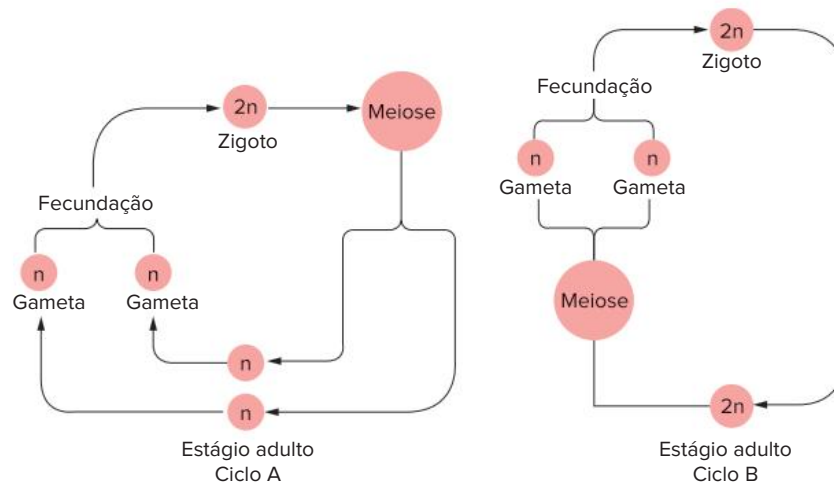 2n
Zigoto
Meiose
Fecundação
n
n
Gameta
Gameta
n
n
Estágio adulto
Ciclo A
2n
Zigoto
Fecundação
n
n
Gameta
Gameta
Meiose
2n
Estágio adulto
Ciclo B